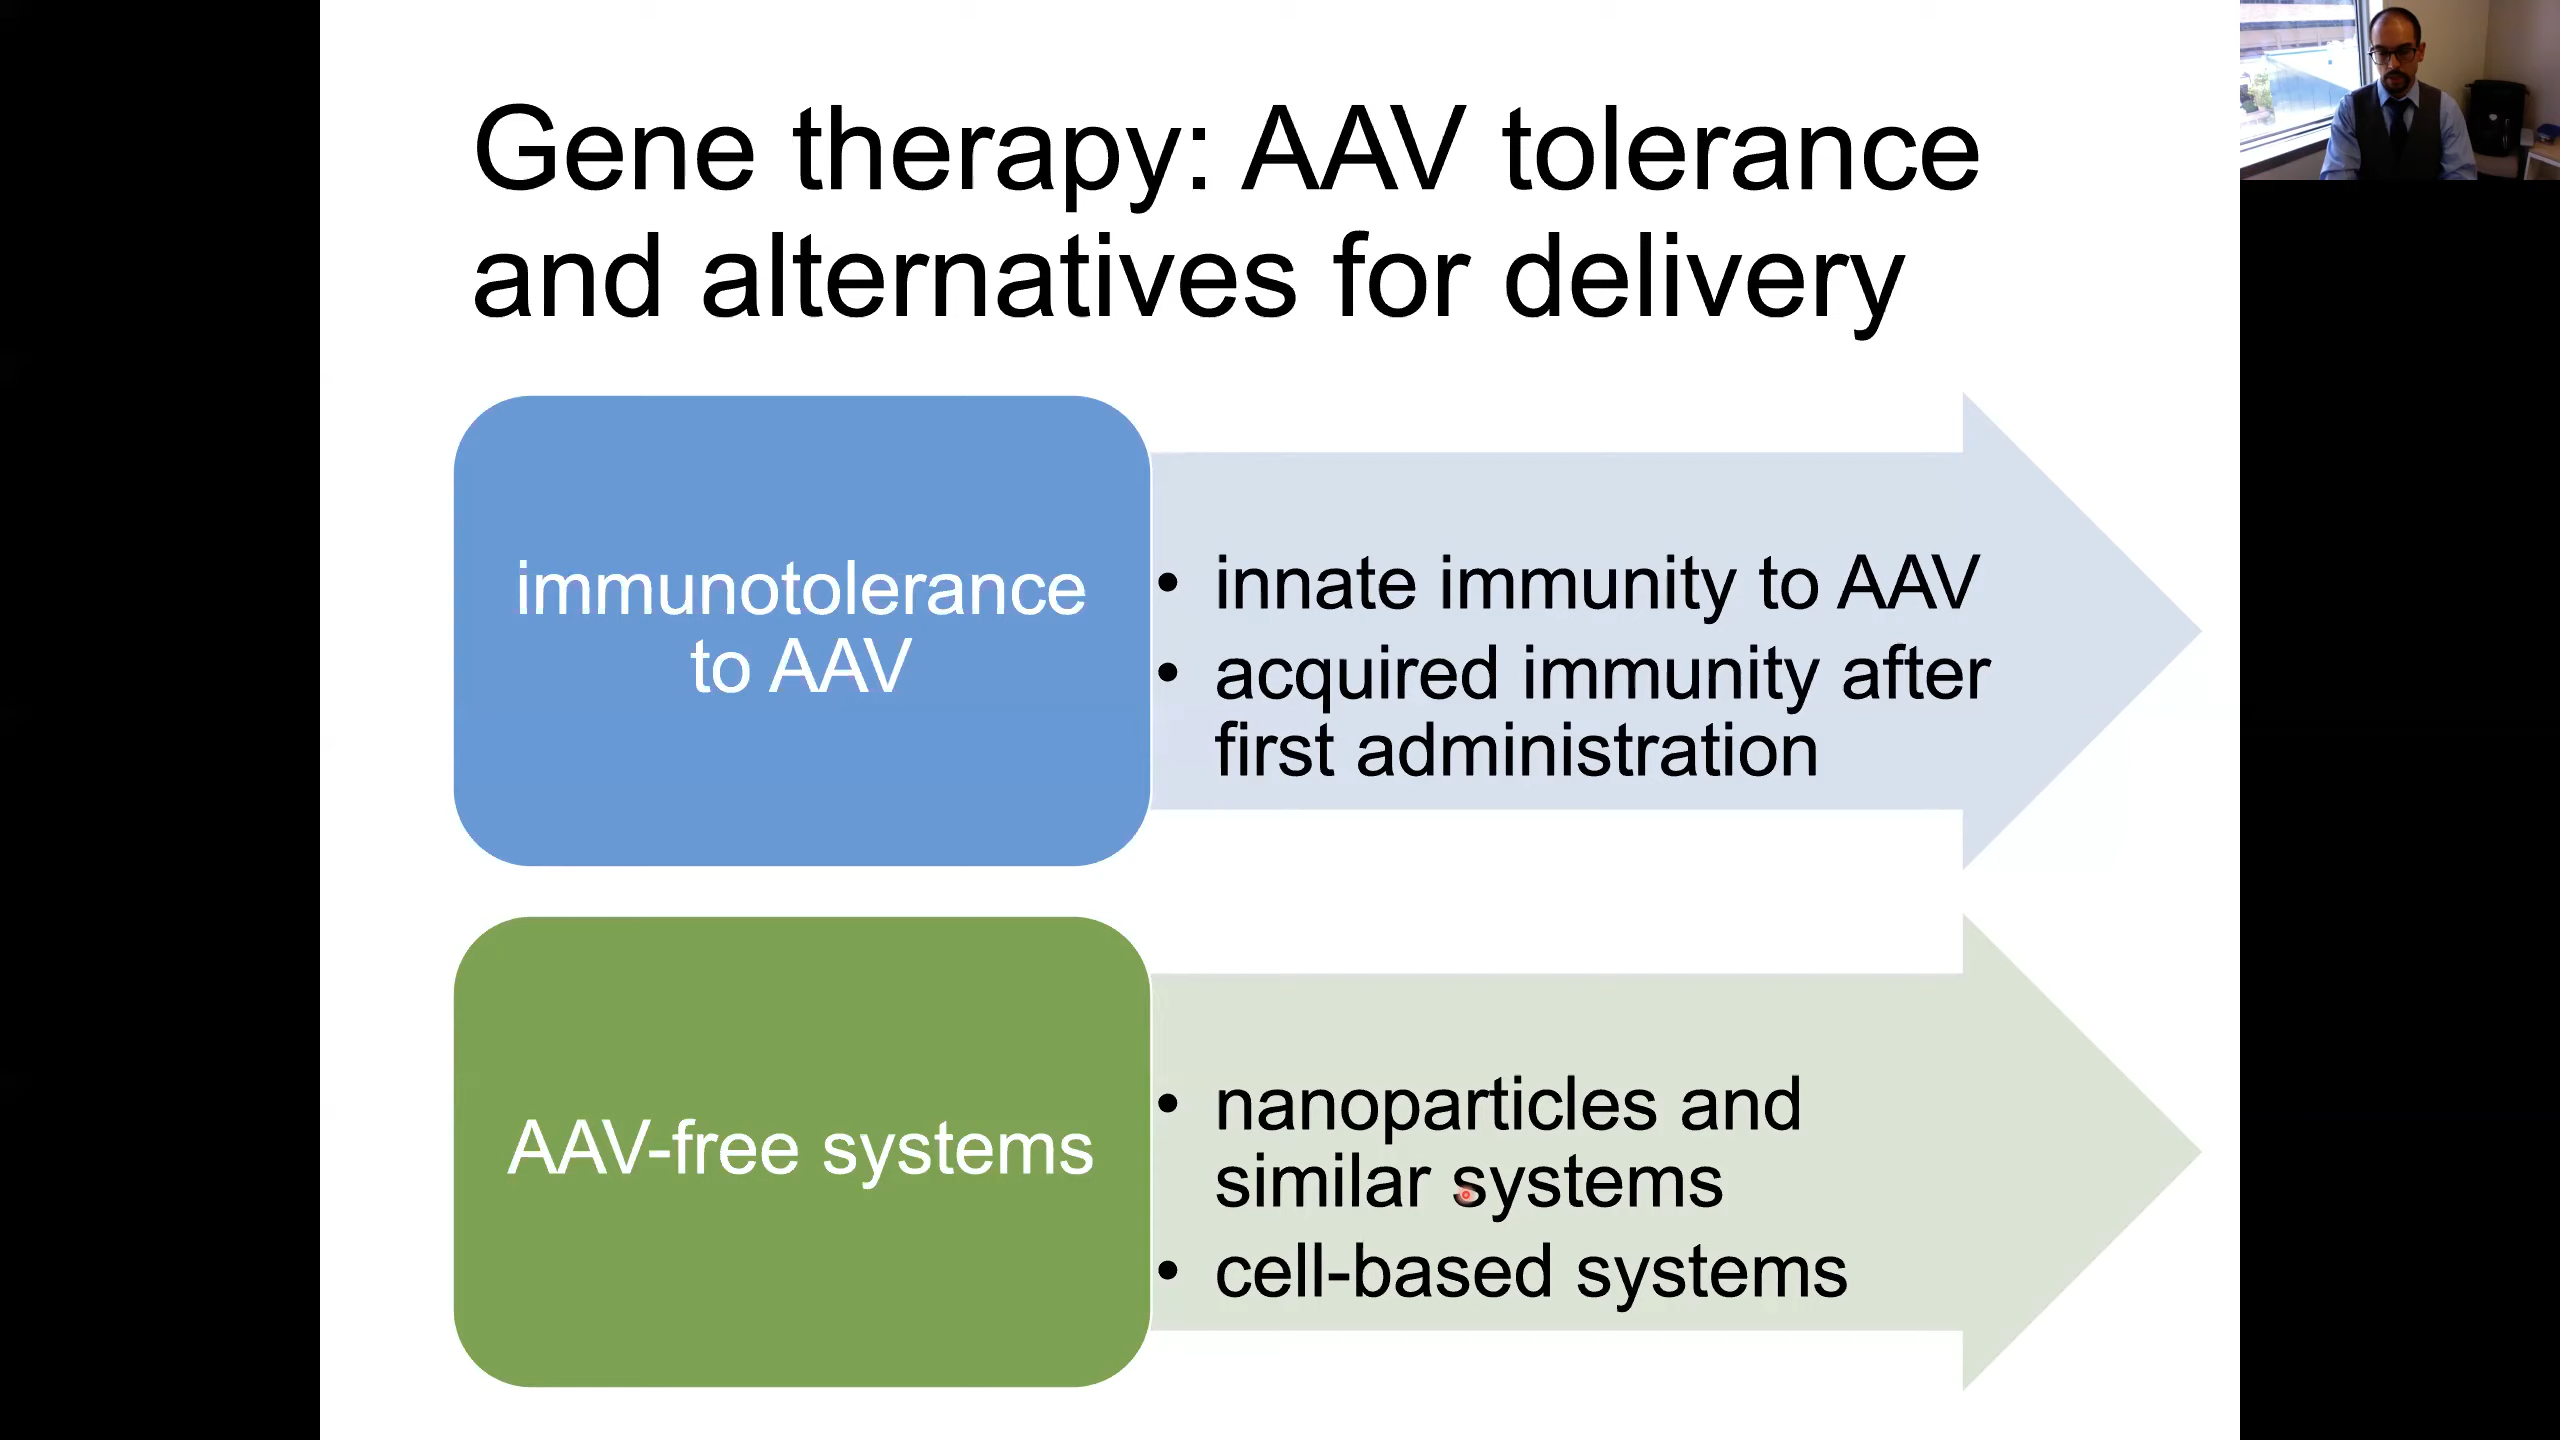 Gene therapy: AAV tolerance
and alternatives for delivery
immunotolerance
to AAV
• innate immunity to AAV
• acquired immunity after
first administration
AAV-free systems
• nanoparticles and
similar systems
• cell-based systems